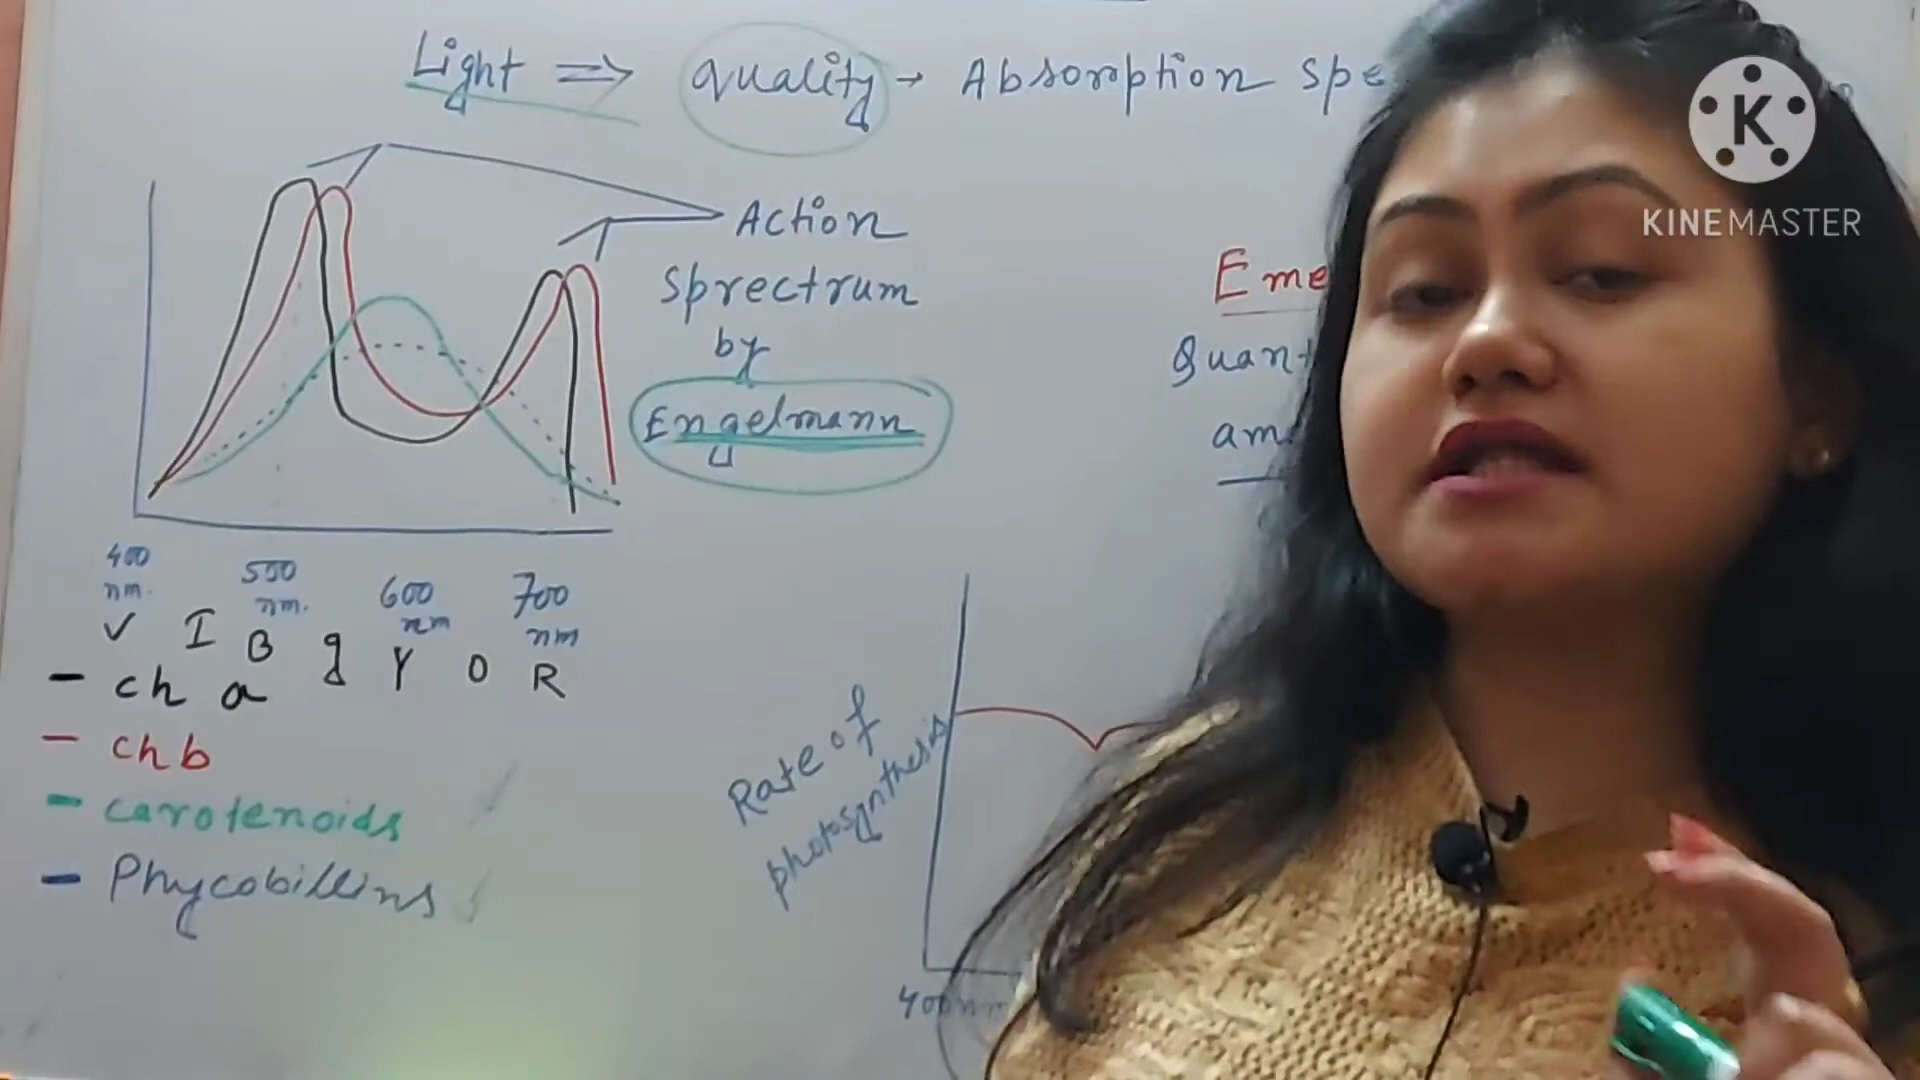 Light ⇒ quality → Absorption Spe
K
KINEMASTER
Action
Sprectrum
by
Engelmann
Eme
Quant
am
400 nm. 500 nm. 600 nm 700 nm
V I B g Y O R
- ch a
- ch b
- carotenoids
- Phycobillins
Rate of
photosynthesis
400nm